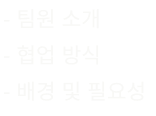 - 팀원 소개
- 협업 방식
- 배경 및 필요성